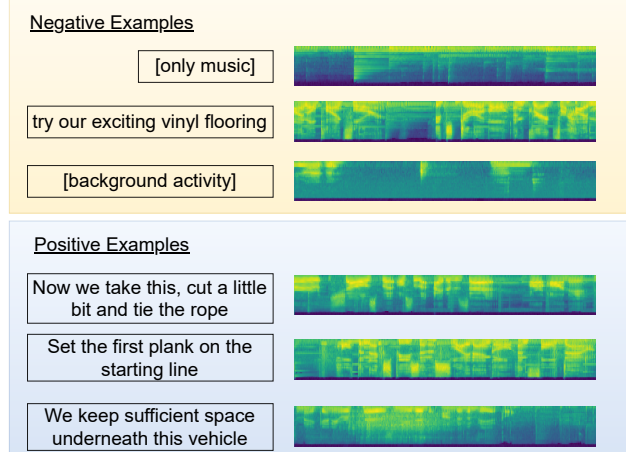 Negative Examples
[only music]
try our exciting vinyl flooring
[background activity]
Positive Examples
Now we take this, cut a little
bit and tie the rope
Set the first plank on the
starting line
We keep sufficient space
underneath this vehicle